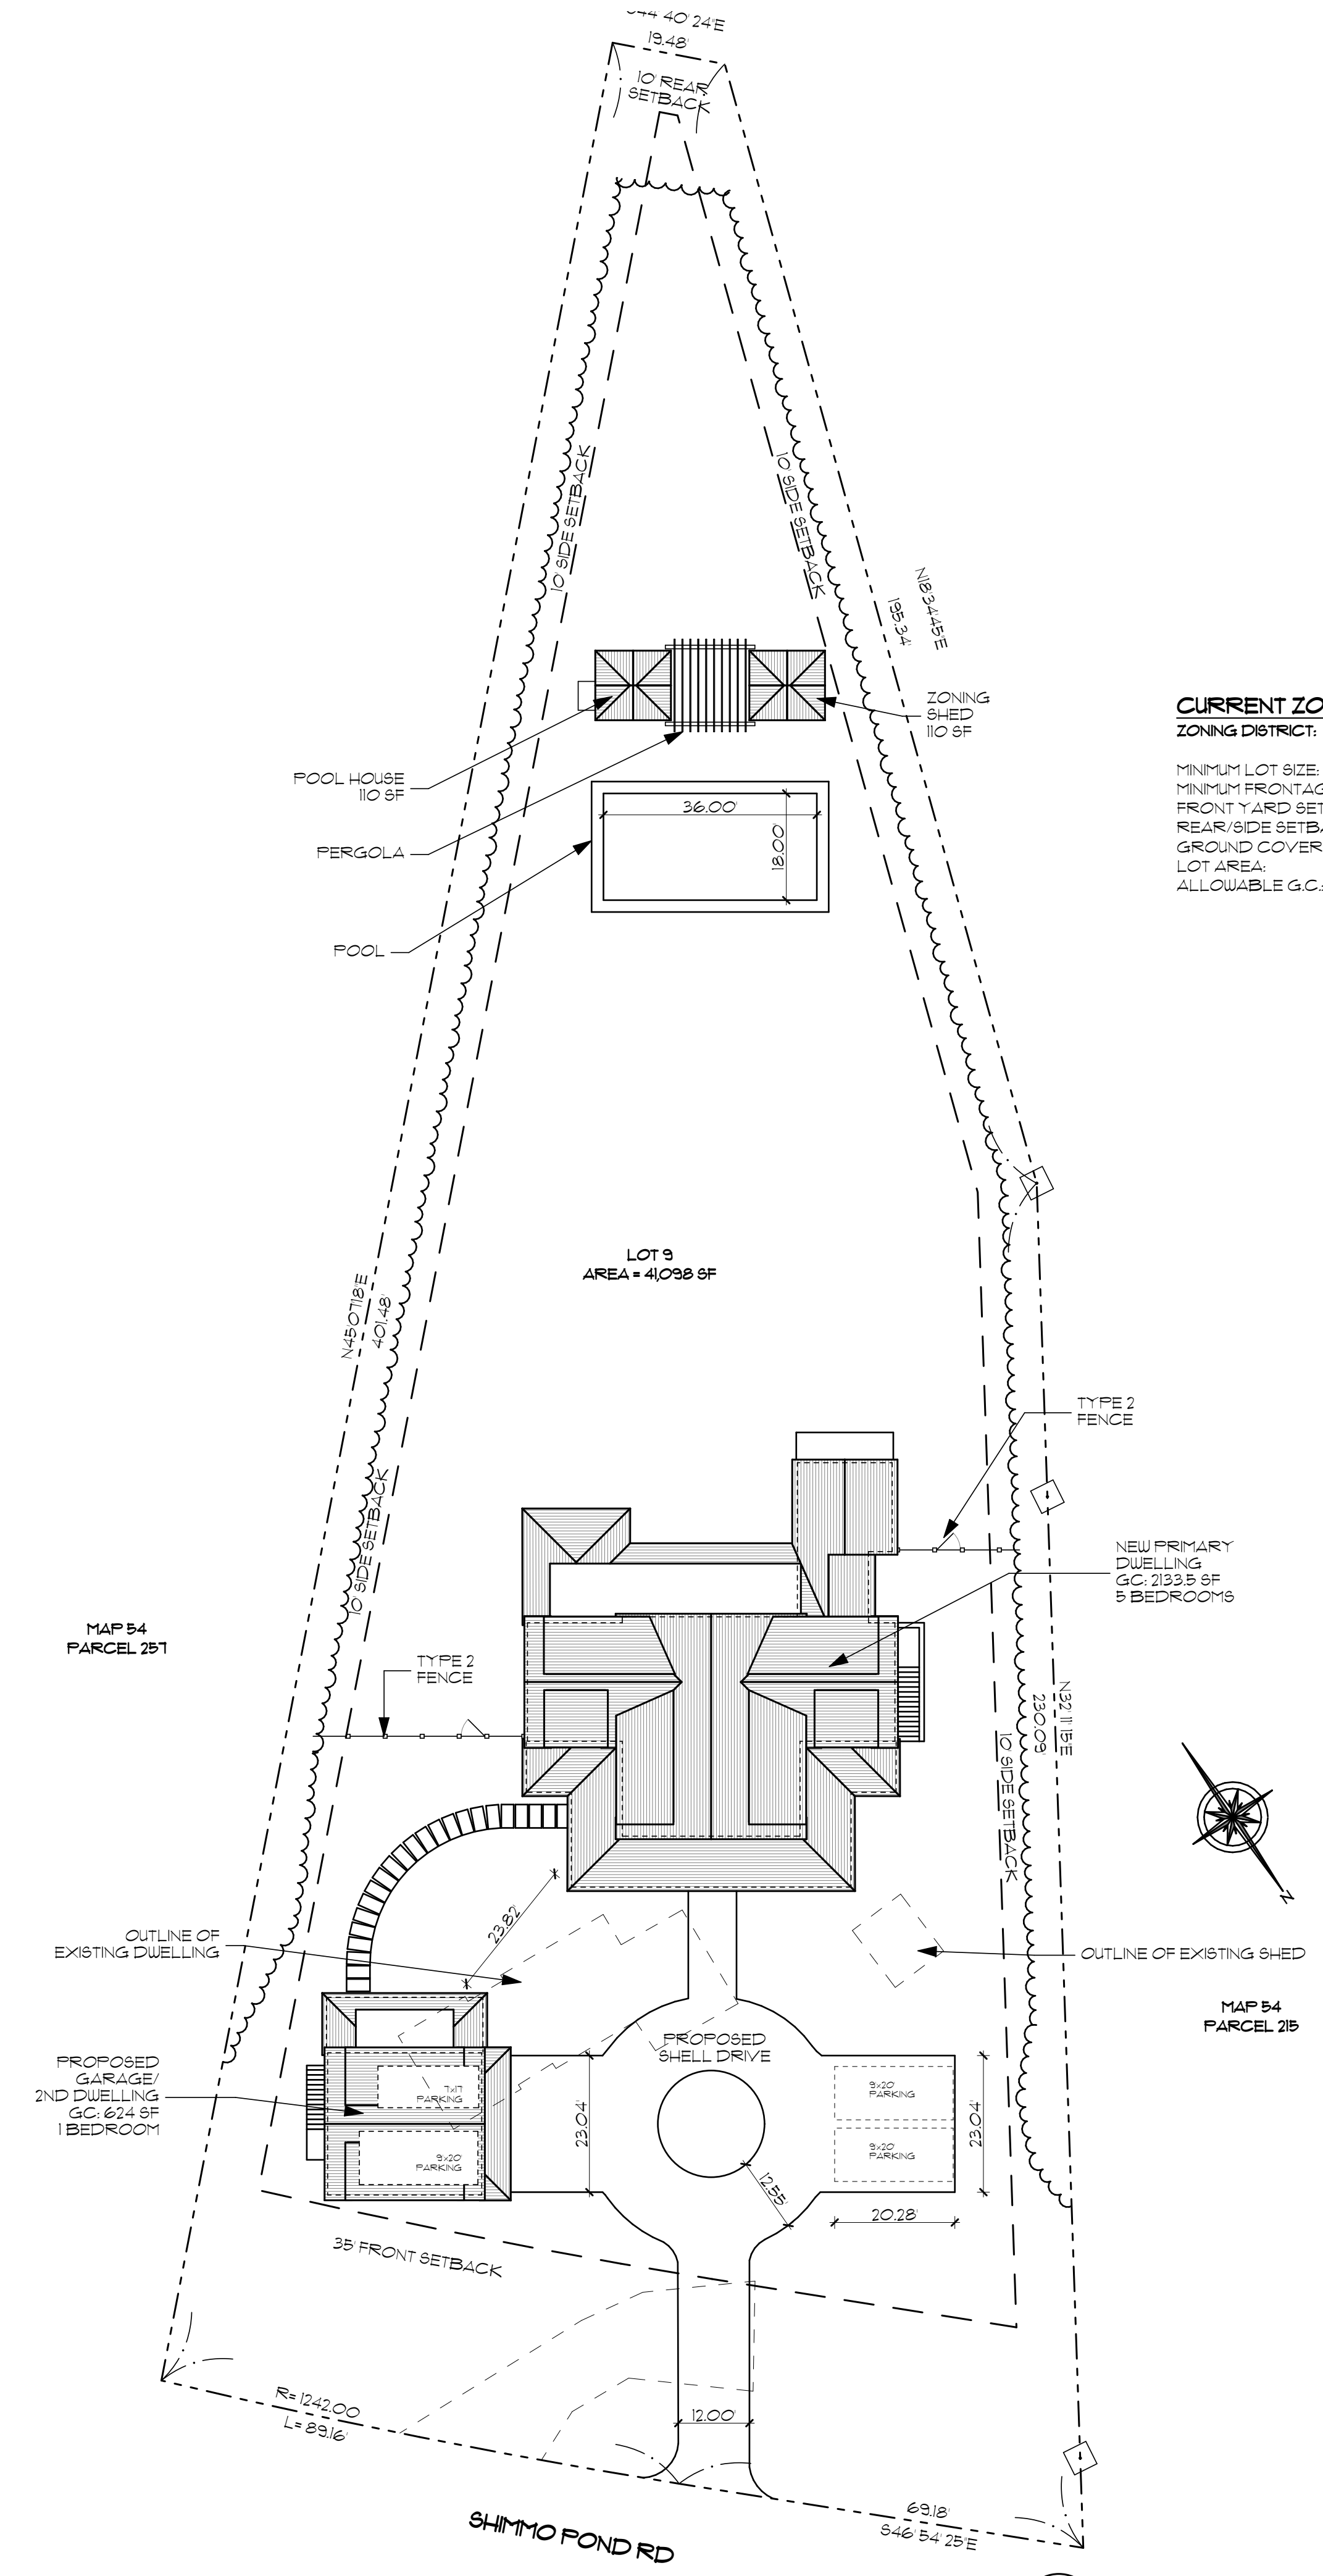 S44°40'24"E
19.48'
10' REAR
SETBACK
10' SIDE SETBACK
10' SIDE SETBACK
N18°34'45"E
195.34'
ZONING
SHED
110 SF
CURRENT ZO
ZONING DISTRICT:
MINIMUM LOT SIZE:
MINIMUM FRONTAG
FRONT YARD SET
REAR/SIDE SETBA
GROUND COVER
LOT AREA:
ALLOWABLE G.C.:
POOL HOUSE
110 SF
PERGOLA
36.00'
18.00'
POOL
LOT 9
AREA = 41,098 SF
N45°07'18"E
401.48'
TYPE 2
FENCE
10' SIDE SETBACK
NEW PRIMARY
DWELLING
GC: 2133.5 SF
5 BEDROOMS
MAP 54
PARCEL 257
TYPE 2
FENCE
N32°11'15"E
230.09'
10' SIDE SETBACK
N
23.82'
OUTLINE OF
EXISTING DWELLING
OUTLINE OF EXISTING SHED
MAP 54
PARCEL 215
PROPOSED
SHELL DRIVE
PROPOSED
GARAGE/
2ND DWELLING
GC: 624 SF
1 BEDROOM
7x17
PARKING
9x20'
PARKING
23.04'
9x20'
PARKING
9x20'
PARKING
23.04'
12.55'
20.28'
35' FRONT SETBACK
R= 1242.00
L= 89.16'
12.00'
69.18'
S46°54'25"E
SHIMMO POND RD